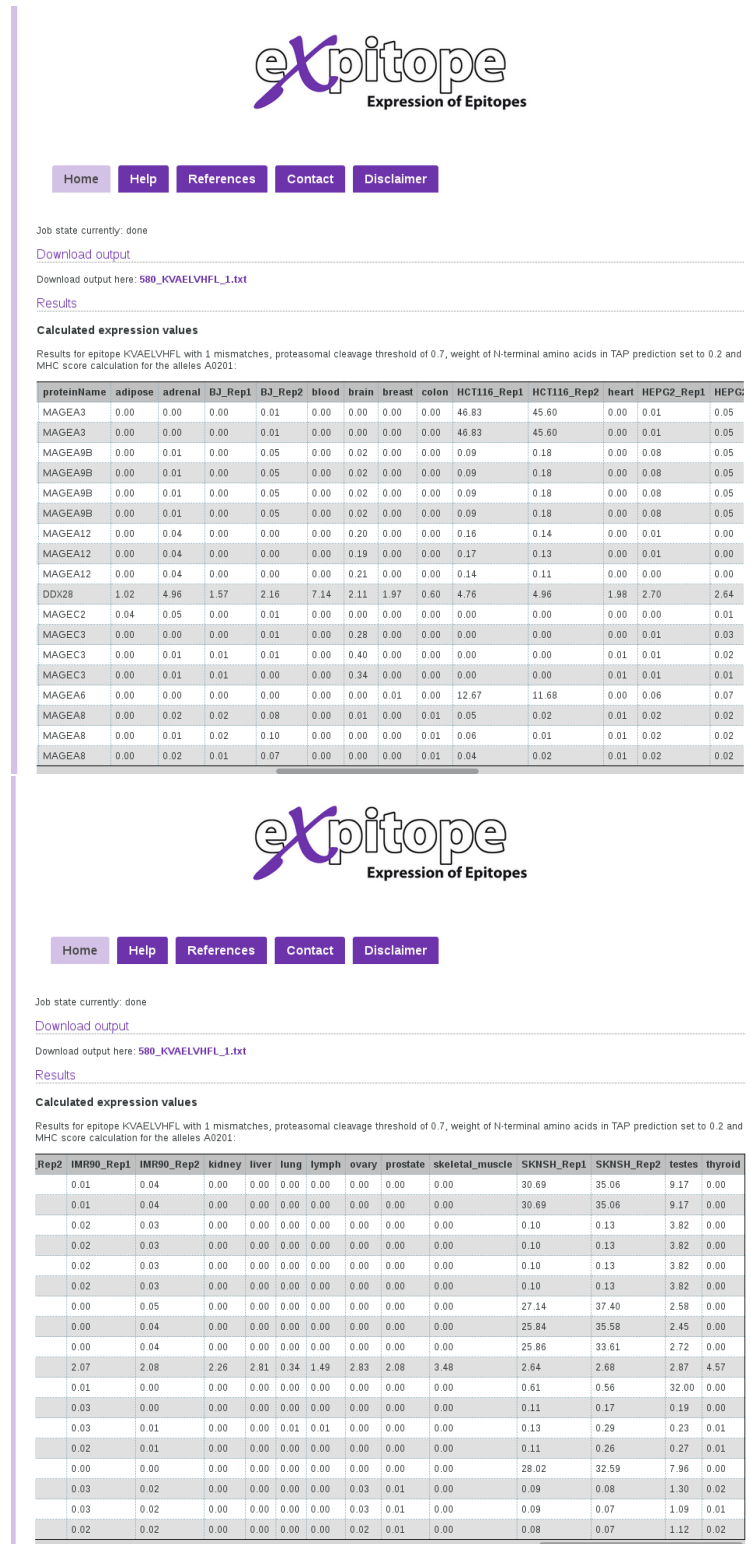 eXpitope
Expression of Epitopes
Home Help References Contact Disclaimer
Job state currently: done
Download output
Download output here: 580_KVAELVHFL_1.txt
Results
Calculated expression values
Results for epitope KVAELVHFL with 1 mismatches, proteasomal cleavage threshold of 0.7, weight of N-terminal amino acids in TAP prediction set to 0.2 and
MHC score calculation for the alleles A0201:
proteinName adipose adrenal BJ_Rep1 BJ_Rep2 blood brain breast colon HCT116_Rep1 HCT116_Rep2 heart HEPG2_Rep1 HEPG2
MAGEA3 0.00 0.00 0.00 0.01 0.00 0.00 0.00 0.00 46.83 45.60 0.00 0.01 0.05
MAGEA3 0.00 0.00 0.00 0.01 0.00 0.00 0.00 0.00 46.83 45.60 0.00 0.01 0.05
MAGEA9B 0.00 0.01 0.00 0.05 0.00 0.02 0.00 0.00 0.09 0.18 0.00 0.08 0.05
MAGEA9B 0.00 0.01 0.00 0.05 0.00 0.02 0.00 0.00 0.09 0.18 0.00 0.08 0.05
MAGEA9B 0.00 0.01 0.00 0.05 0.00 0.02 0.00 0.00 0.09 0.18 0.00 0.08 0.05
MAGEA9B 0.00 0.01 0.00 0.05 0.00 0.02 0.00 0.00 0.09 0.18 0.00 0.08 0.05
MAGEA12 0.00 0.04 0.00 0.00 0.00 0.20 0.00 0.00 0.16 0.14 0.00 0.01 0.00
MAGEA12 0.00 0.04 0.00 0.00 0.00 0.19 0.00 0.00 0.17 0.13 0.00 0.01 0.00
MAGEA12 0.00 0.04 0.00 0.00 0.00 0.21 0.00 0.00 0.14 0.11 0.00 0.00 0.00
DDX28 1.02 4.96 1.57 2.16 7.14 2.11 1.97 0.60 4.76 4.96 1.98 2.70 2.64
MAGEC2 0.04 0.05 0.00 0.01 0.00 0.00 0.00 0.00 0.00 0.00 0.00 0.00 0.01
MAGEC3 0.00 0.00 0.00 0.01 0.00 0.28 0.00 0.00 0.00 0.00 0.00 0.01 0.03
MAGEC3 0.00 0.01 0.01 0.01 0.00 0.40 0.00 0.00 0.00 0.00 0.01 0.01 0.02
MAGEC3 0.00 0.01 0.01 0.00 0.00 0.34 0.00 0.00 0.00 0.00 0.01 0.01 0.01
MAGEA6 0.00 0.00 0.00 0.00 0.00 0.00 0.01 0.00 12.67 11.68 0.00 0.06 0.07
MAGEA8 0.00 0.02 0.02 0.08 0.00 0.01 0.00 0.01 0.05 0.02 0.01 0.02 0.02
MAGEA8 0.00 0.01 0.02 0.10 0.00 0.00 0.00 0.01 0.06 0.01 0.01 0.02 0.02
MAGEA8 0.00 0.02 0.01 0.07 0.00 0.00 0.00 0.01 0.04 0.02 0.01 0.02 0.02
eXpitope
Expression of Epitopes
Home Help References Contact Disclaimer
Job state currently: done
Download output
Download output here: 580_KVAELVHFL_1.txt
Results
Calculated expression values
Results for epitope KVAELVHFL with 1 mismatches, proteasomal cleavage threshold of 0.7, weight of N-terminal amino acids in TAP prediction set to 0.2 and
MHC score calculation for the alleles A0201:
_Rep2 IMR90_Rep1 IMR90_Rep2 kidney liver lung lymph ovary prostate skeletal_muscle SKNSH_Rep1 SKNSH_Rep2 testes thyroid
0.01 0.04 0.00 0.00 0.00 0.00 0.00 0.00 0.00 30.69 35.06 9.17 0.00
0.01 0.04 0.00 0.00 0.00 0.00 0.00 0.00 0.00 30.69 35.06 9.17 0.00
0.02 0.03 0.00 0.00 0.00 0.00 0.00 0.00 0.00 0.10 0.13 3.82 0.00
0.02 0.03 0.00 0.00 0.00 0.00 0.00 0.00 0.00 0.10 0.13 3.82 0.00
0.02 0.03 0.00 0.00 0.00 0.00 0.00 0.00 0.00 0.10 0.13 3.82 0.00
0.02 0.03 0.00 0.00 0.00 0.00 0.00 0.00 0.00 0.10 0.13 3.82 0.00
0.00 0.05 0.00 0.00 0.00 0.00 0.00 0.00 0.00 27.14 37.40 2.58 0.00
0.00 0.04 0.00 0.00 0.00 0.00 0.00 0.00 0.00 25.84 35.58 2.45 0.00
0.00 0.04 0.00 0.00 0.00 0.00 0.00 0.00 0.00 25.86 33.61 2.72 0.00
2.07 2.08 2.26 2.81 0.34 1.49 2.83 2.08 3.48 2.64 2.68 2.87 4.57
0.01 0.00 0.00 0.00 0.00 0.00 0.00 0.00 0.00 0.61 0.56 32.00 0.00
0.03 0.00 0.00 0.00 0.00 0.00 0.00 0.00 0.00 0.11 0.17 0.19 0.00
0.03 0.01 0.00 0.00 0.01 0.01 0.00 0.00 0.00 0.13 0.29 0.23 0.01
0.02 0.01 0.00 0.00 0.00 0.00 0.00 0.00 0.00 0.11 0.26 0.27 0.01
0.00 0.00 0.00 0.00 0.00 0.00 0.00 0.00 0.00 28.02 32.59 7.96 0.00
0.03 0.02 0.00 0.00 0.00 0.00 0.03 0.01 0.00 0.09 0.08 1.30 0.02
0.03 0.02 0.00 0.00 0.00 0.00 0.03 0.01 0.00 0.09 0.07 1.09 0.01
0.02 0.02 0.00 0.00 0.00 0.00 0.02 0.01 0.00 0.08 0.07 1.12 0.02